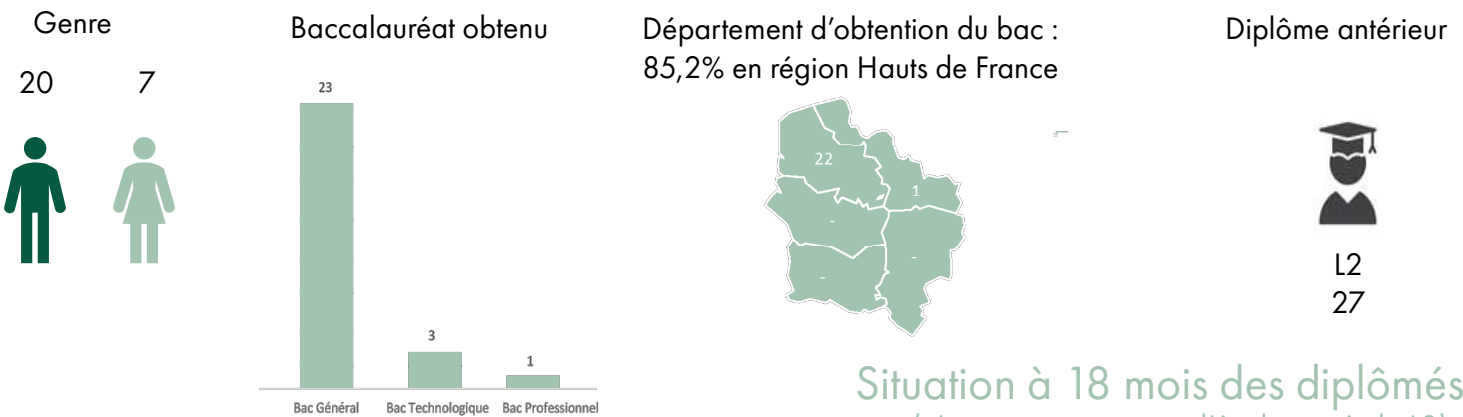 Genre
20 7
Baccalauréat obtenu
23
3
1
Bac Général Bac Technologique Bac Professionnel
Département d'obtention du bac :
85,2% en région Hauts de France
22
1
-
-
-
Diplôme antérieur
L2
27
Situation à 18 mois des diplômés